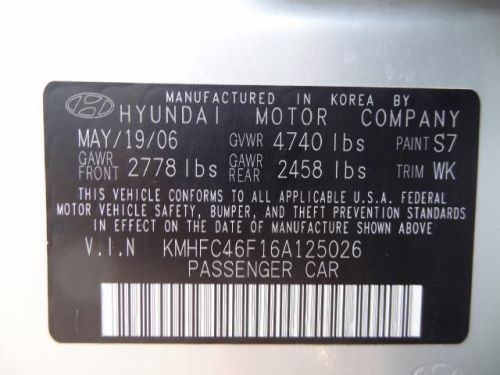 MANUFACTURED IN KOREA BY
HYUNDAI MOTOR COMPANY
MAY/19/06 GVWR 4740 lbs PAINT S7
GAWR FRONT 2778 lbs GAWR REAR 2458 lbs TRIM WK
THIS VEHICLE CONFORMS TO ALL APPLICABLE U.S.A. FEDERAL
MOTOR VEHICLE SAFETY, BUMPER, AND THEFT PREVENTION STANDARDS
IN EFFECT ON THE DATE OF MANUFACTURE SHOWN ABOVE.
V.I.N KMHFC46F16A125026
PASSENGER CAR